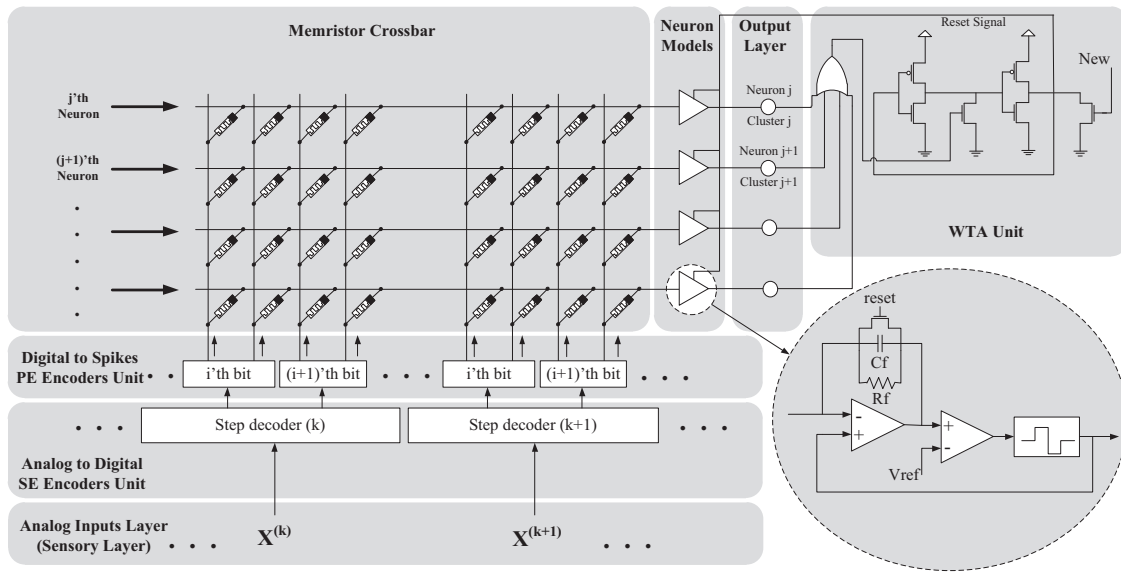 Memristor Crossbar
Neuron
Models
Output
Layer
Reset Signal
New
j'th
Neuron
Neuron j
Cluster j
(j+1)'th
Neuron
Neuron j+1
Cluster j+1
WTA Unit
Digital to Spikes
PE Encoders Unit
i'th bit
(i+1)'th bit
i'th bit
(i+1)'th bit
Step decoder (k)
Step decoder (k+1)
Analog to Digital
SE Encoders Unit
Analog Inputs Layer
(Sensory Layer)
X(k)
X(k+1)
reset
Cf
Rf
-
+
+
-
Vref